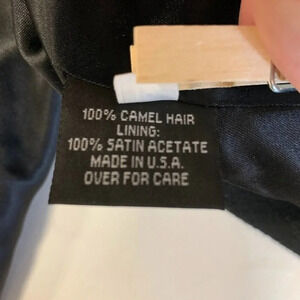 100% CAMEL HAIR
LINING:
100% SATIN ACETATE
MADE IN U.S.A.
OVER FOR CARE